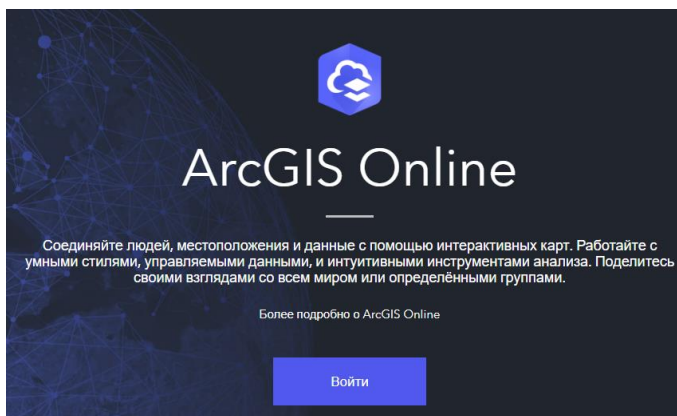 ArcGIS Online
Соединяйте людей, местоположения и данные с помощью интерактивных карт. Работайте с
умными стилями, управляемыми данными, и интуитивными инструментами анализа. Поделитесь
своими взглядами со всем миром или определёнными группами.
Более подробно о ArcGIS Online
Войти